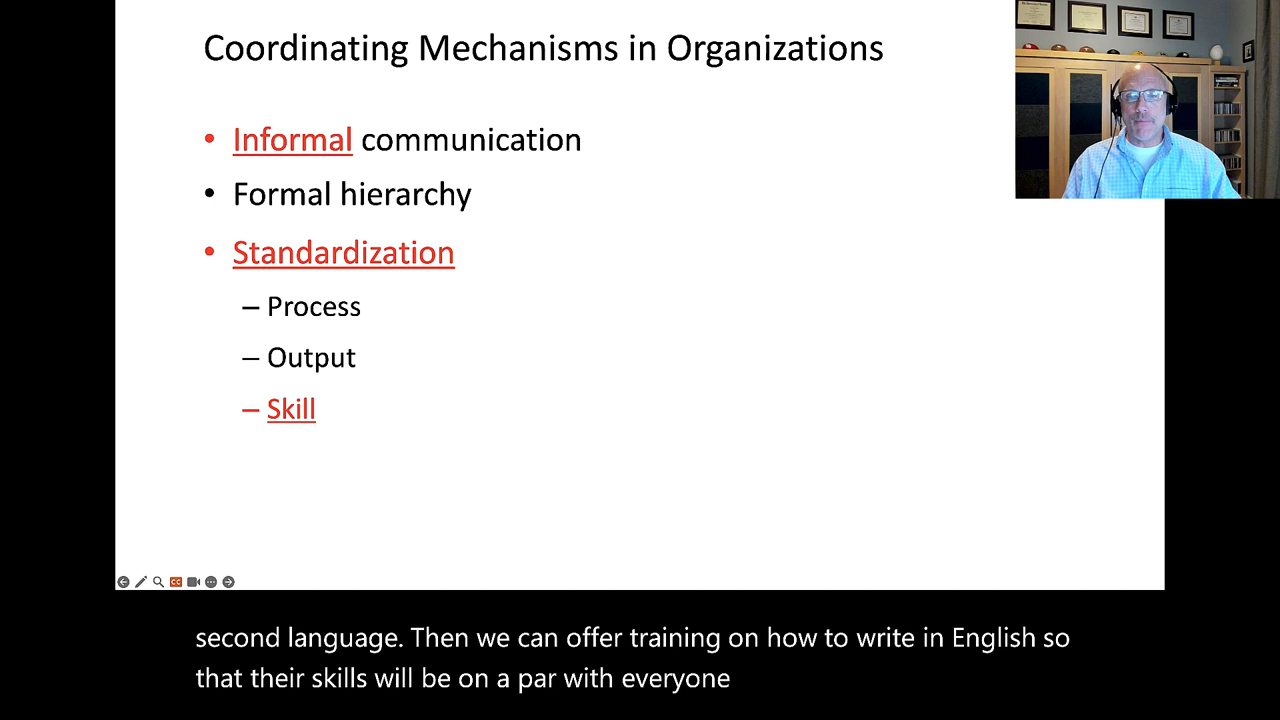 Coordinating Mechanisms in Organizations
• Informal communication
• Formal hierarchy
• Standardization
– Process
– Output
– Skill
CC
second language. Then we can offer training on how to write in English so
that their skills will be on a par with everyone